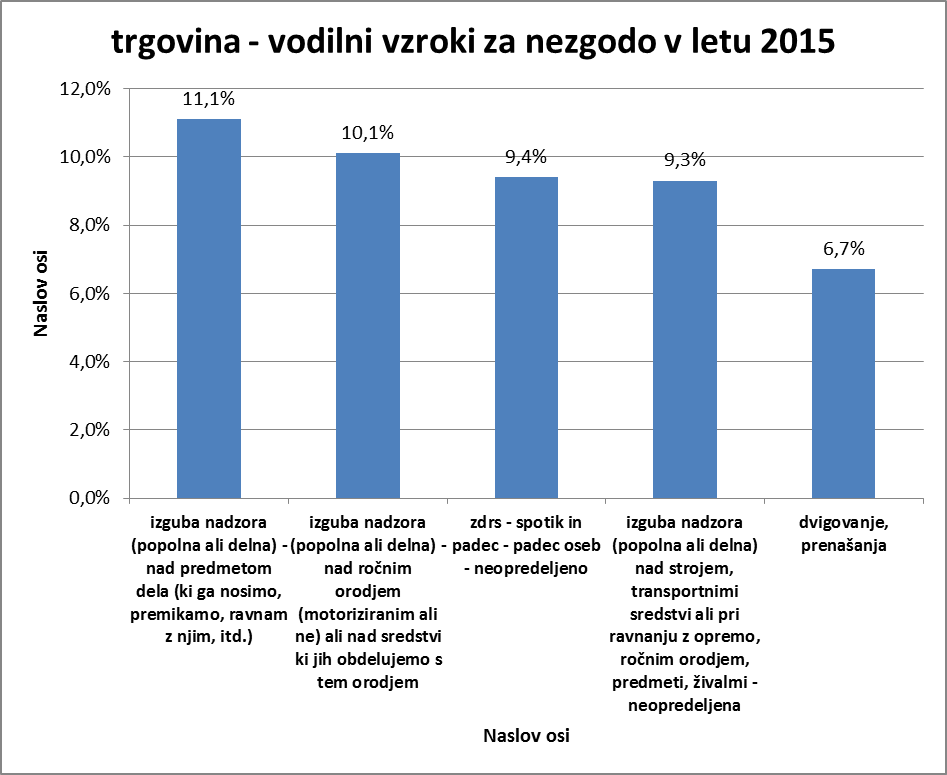 trgovina - vodilni vzroki za nezgodo v letu 2015
12,0%
10,0%
8,0%
6,0%
4,0%
2,0%
0,0%
Naslov osi
11,1%
10,1%
9,4%
9,3%
6,7%
izguba nadzora
(popolna ali delna) -
nad predmetom
dela (ki ga nosimo,
premikamo, ravnam
z njim, itd.)
izguba nadzora
(popolna ali delna) -
nad ročnim
orodjem
(motoriziranim ali
ne) ali nad sredstvi
ki jih obdelujemo s
tem orodjem
zdrs - spotik in
padec - padec oseb
- neopredeljeno
izguba nadzora
(popolna ali delna)
nad strojem,
transportnimi
sredstvi ali pri
ravnanju z opremo,
ročnim orodjem,
predmeti, živalmi -
neopredeljena
dvigovanje,
prenašanja
Naslov osi